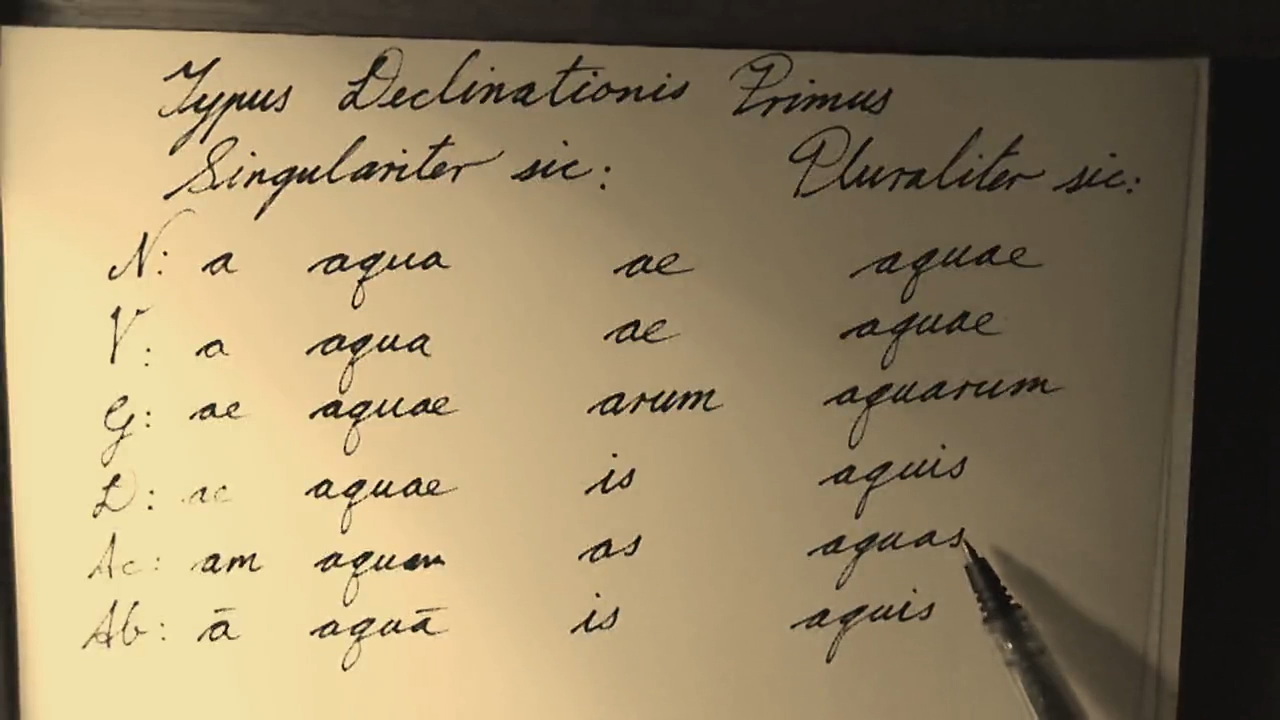 Typus Declinationis Primus
Singulariter sic: Pluraliter sic:
N: a aqua ae aquae
V: a aqua ae aquae
G: ae aquae arum aquarum
D: ae aquae is aquis
Ac: am aquam as aquas
Ab: ā aquā is aquis